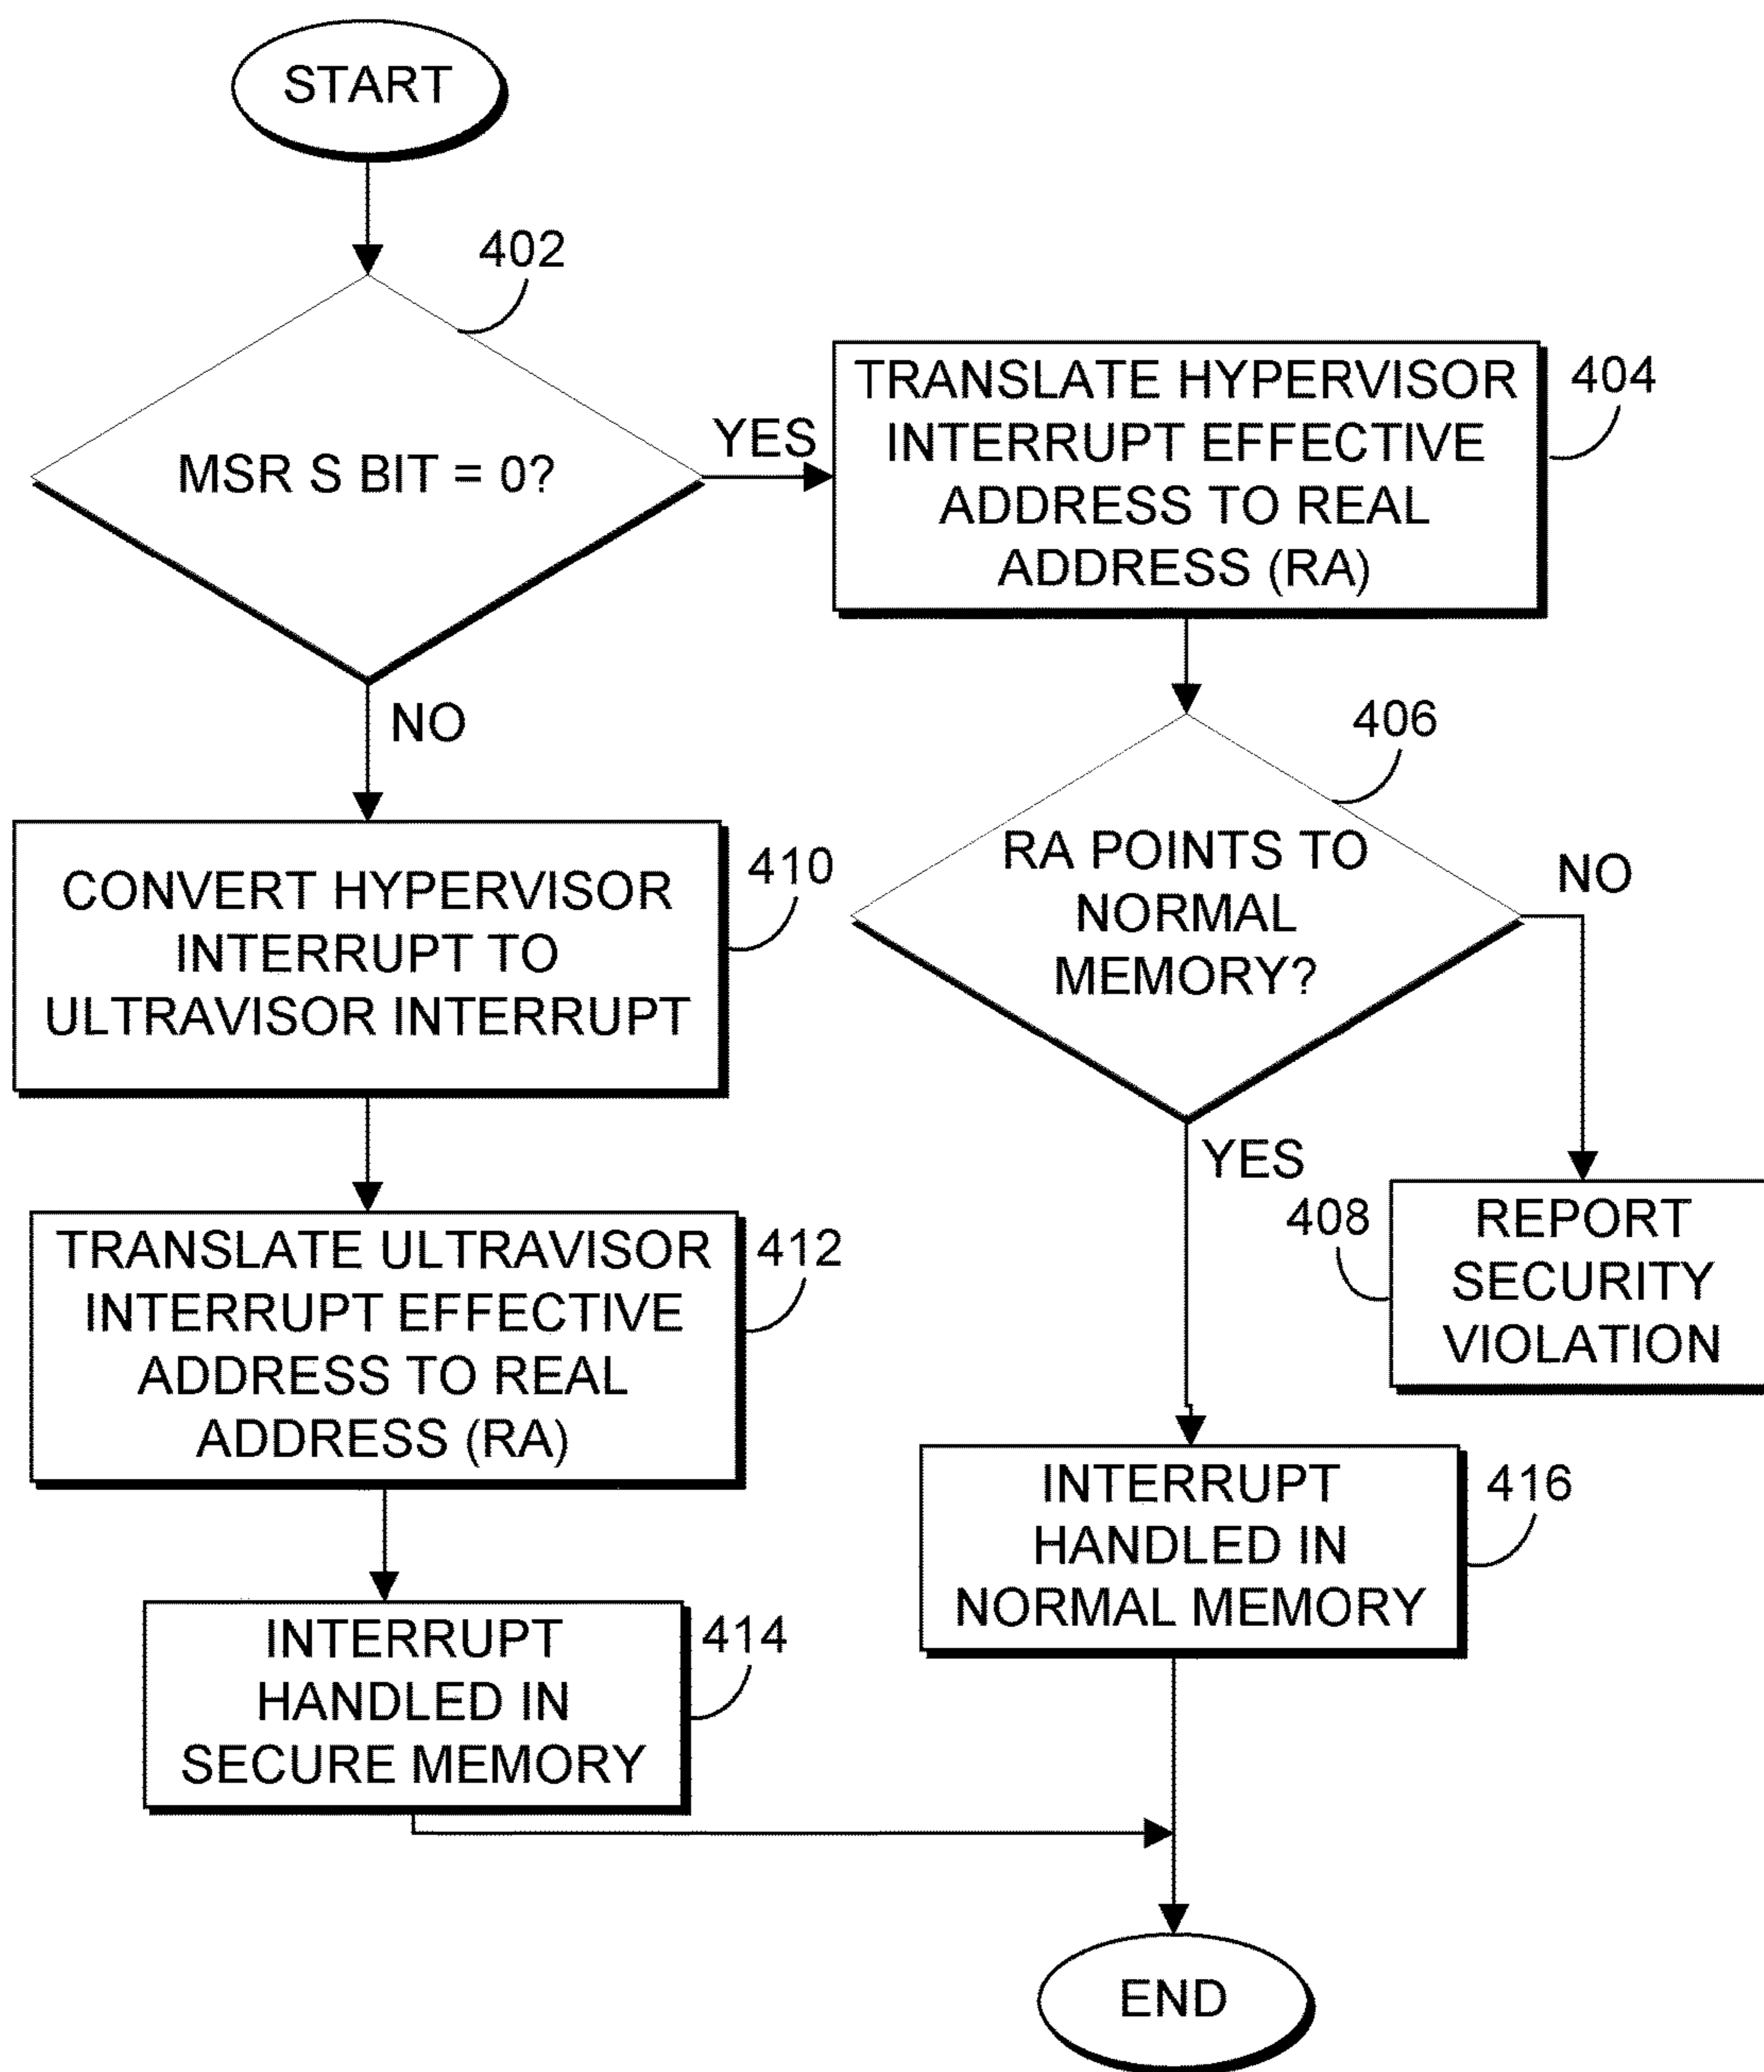 START
402
MSR S BIT = 0?
YES
NO
TRANSLATE HYPERVISOR
INTERRUPT EFFECTIVE
ADDRESS TO REAL
ADDRESS (RA)
404
406
RA POINTS TO
NORMAL
MEMORY?
NO
YES
408
REPORT
SECURITY
VIOLATION
CONVERT HYPERVISOR
INTERRUPT TO
ULTRAVISOR INTERRUPT
410
TRANSLATE ULTRAVISOR
INTERRUPT EFFECTIVE
ADDRESS TO REAL
ADDRESS (RA)
412
INTERRUPT
HANDLED IN
SECURE MEMORY
414
INTERRUPT
HANDLED IN
NORMAL MEMORY
416
END